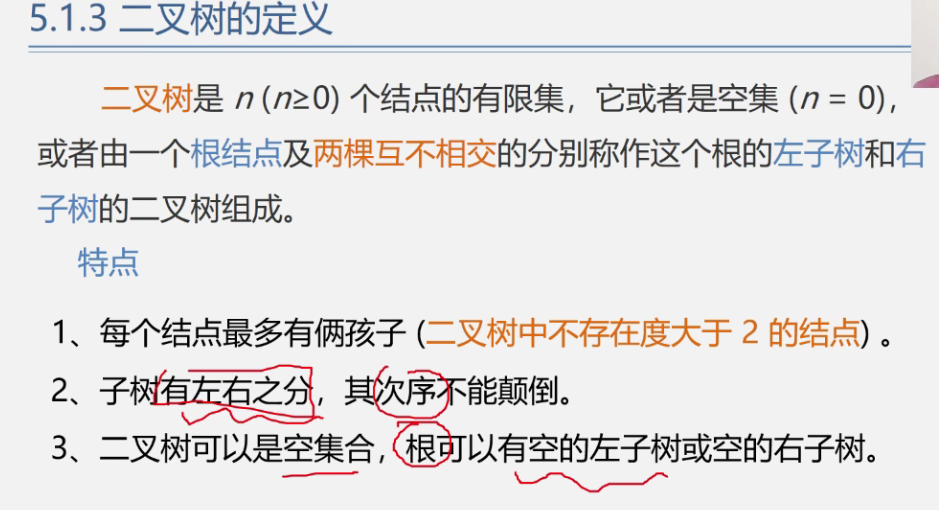 5.1.3 二叉树的定义
二叉树是 n (n≥0) 个结点的有限集，它或者是空集 (n = 0)，
或者由一个根结点及两棵互不相交的分别称作这个根的左子树和右
子树的二叉树组成。
特点
1、每个结点最多有俩孩子 (二叉树中不存在度大于 2 的结点) 。
2、子树有左右之分，其次序不能颠倒。
3、二叉树可以是空集合，根可以有空的左子树或空的右子树。